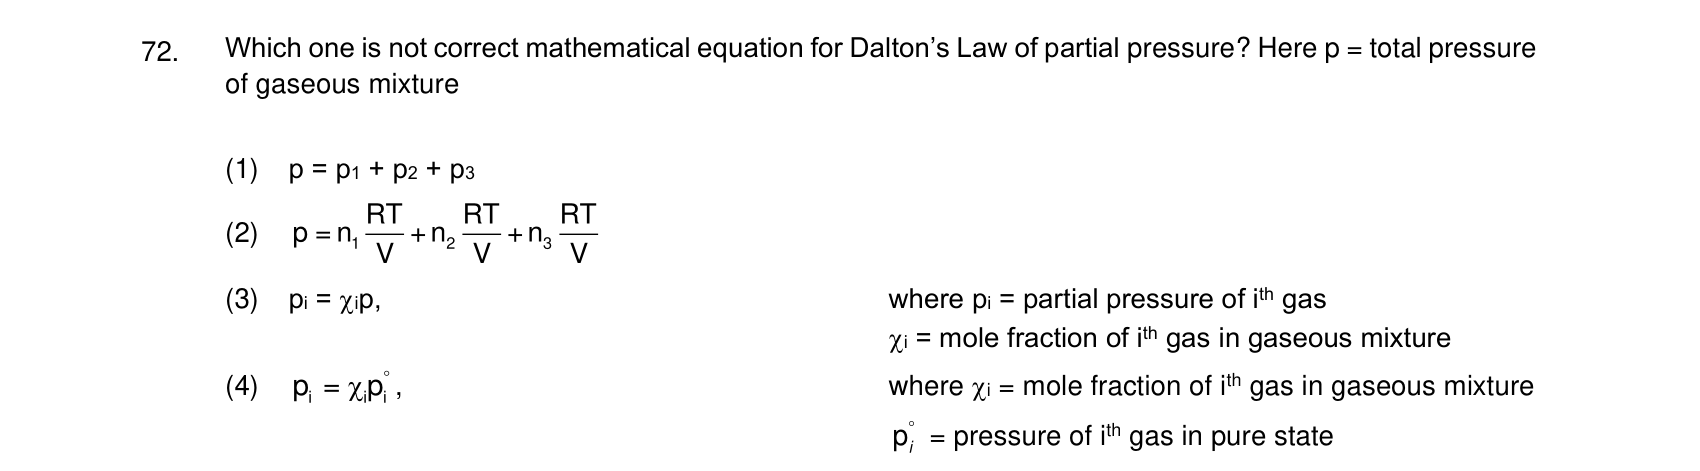 72. Which one is not correct mathematical equation for Dalton's Law of partial pressure? Here p = total pressure
of gaseous mixture
(1) p = p₁ + p₂ + p₃
(2) p = n₁ RT/V + n₂ RT/V + n₃ RT/V
(3) pᵢ = χᵢp, where pᵢ = partial pressure of iᵗʰ gas
χᵢ = mole fraction of iᵗʰ gas in gaseous mixture
(4) pᵢ = χᵢpᵢ°, where χᵢ = mole fraction of iᵗʰ gas in gaseous mixture
pᵢ° = pressure of iᵗʰ gas in pure state